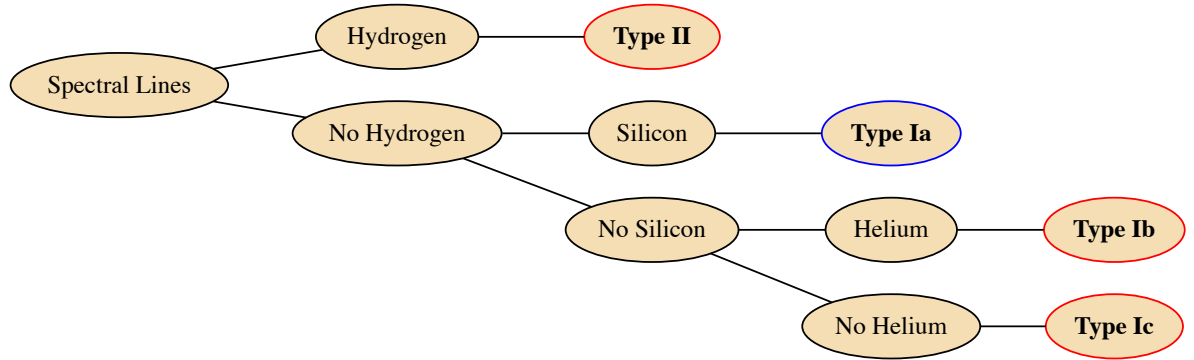 Hydrogen
Type II
Spectral Lines
No Hydrogen
Silicon
Type Ia
No Silicon
Helium
Type Ib
No Helium
Type Ic